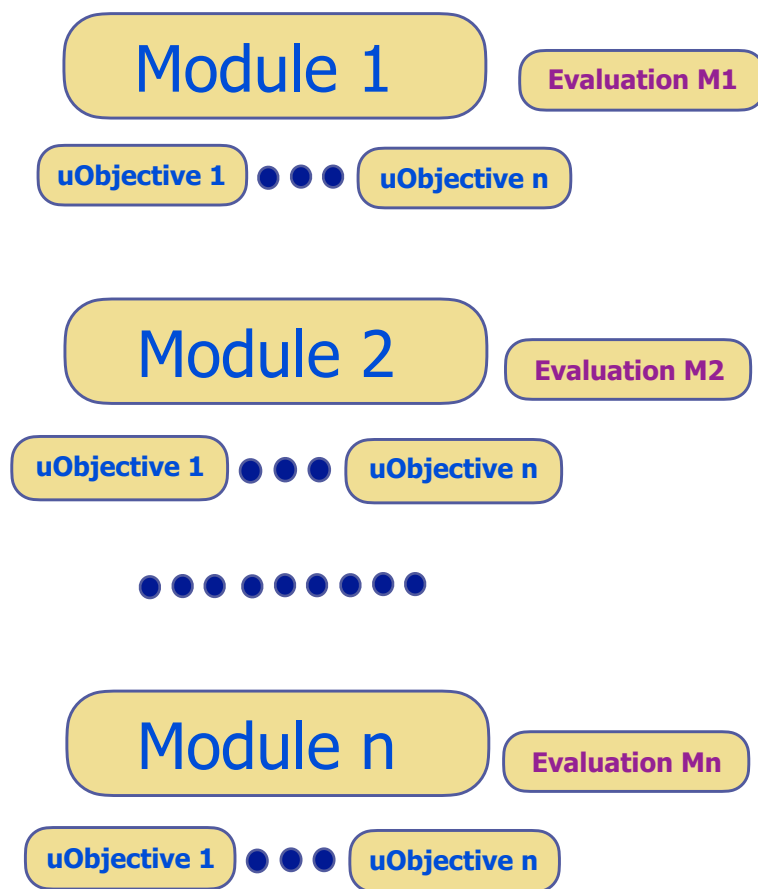 Module 1
Evaluation M1
uObjective 1
uObjective n
Module 2
Evaluation M2
uObjective 1
uObjective n
Module n
Evaluation Mn
uObjective 1
uObjective n